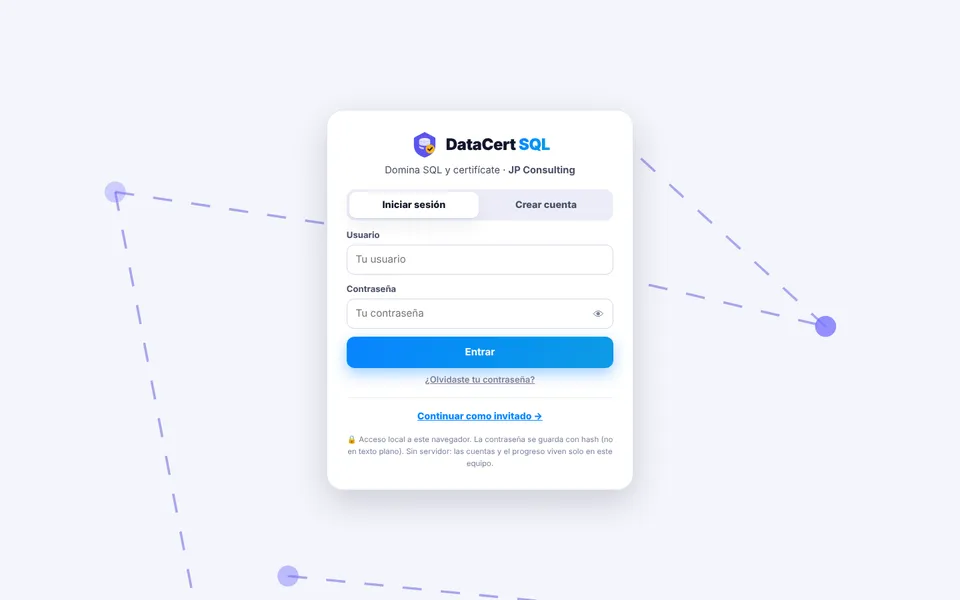 DataCert SQL
Domina SQL y certifícate · JP Consulting
Iniciar sesión
Crear cuenta
Usuario
Tu usuario
Contraseña
Tu contraseña
Entrar
¿Olvidaste tu contraseña?
Continuar como invitado →
🔒 Acceso local a este navegador. La contraseña se guarda con hash (no
en texto plano). Sin servidor: las cuentas y el progreso viven solo en este
equipo.